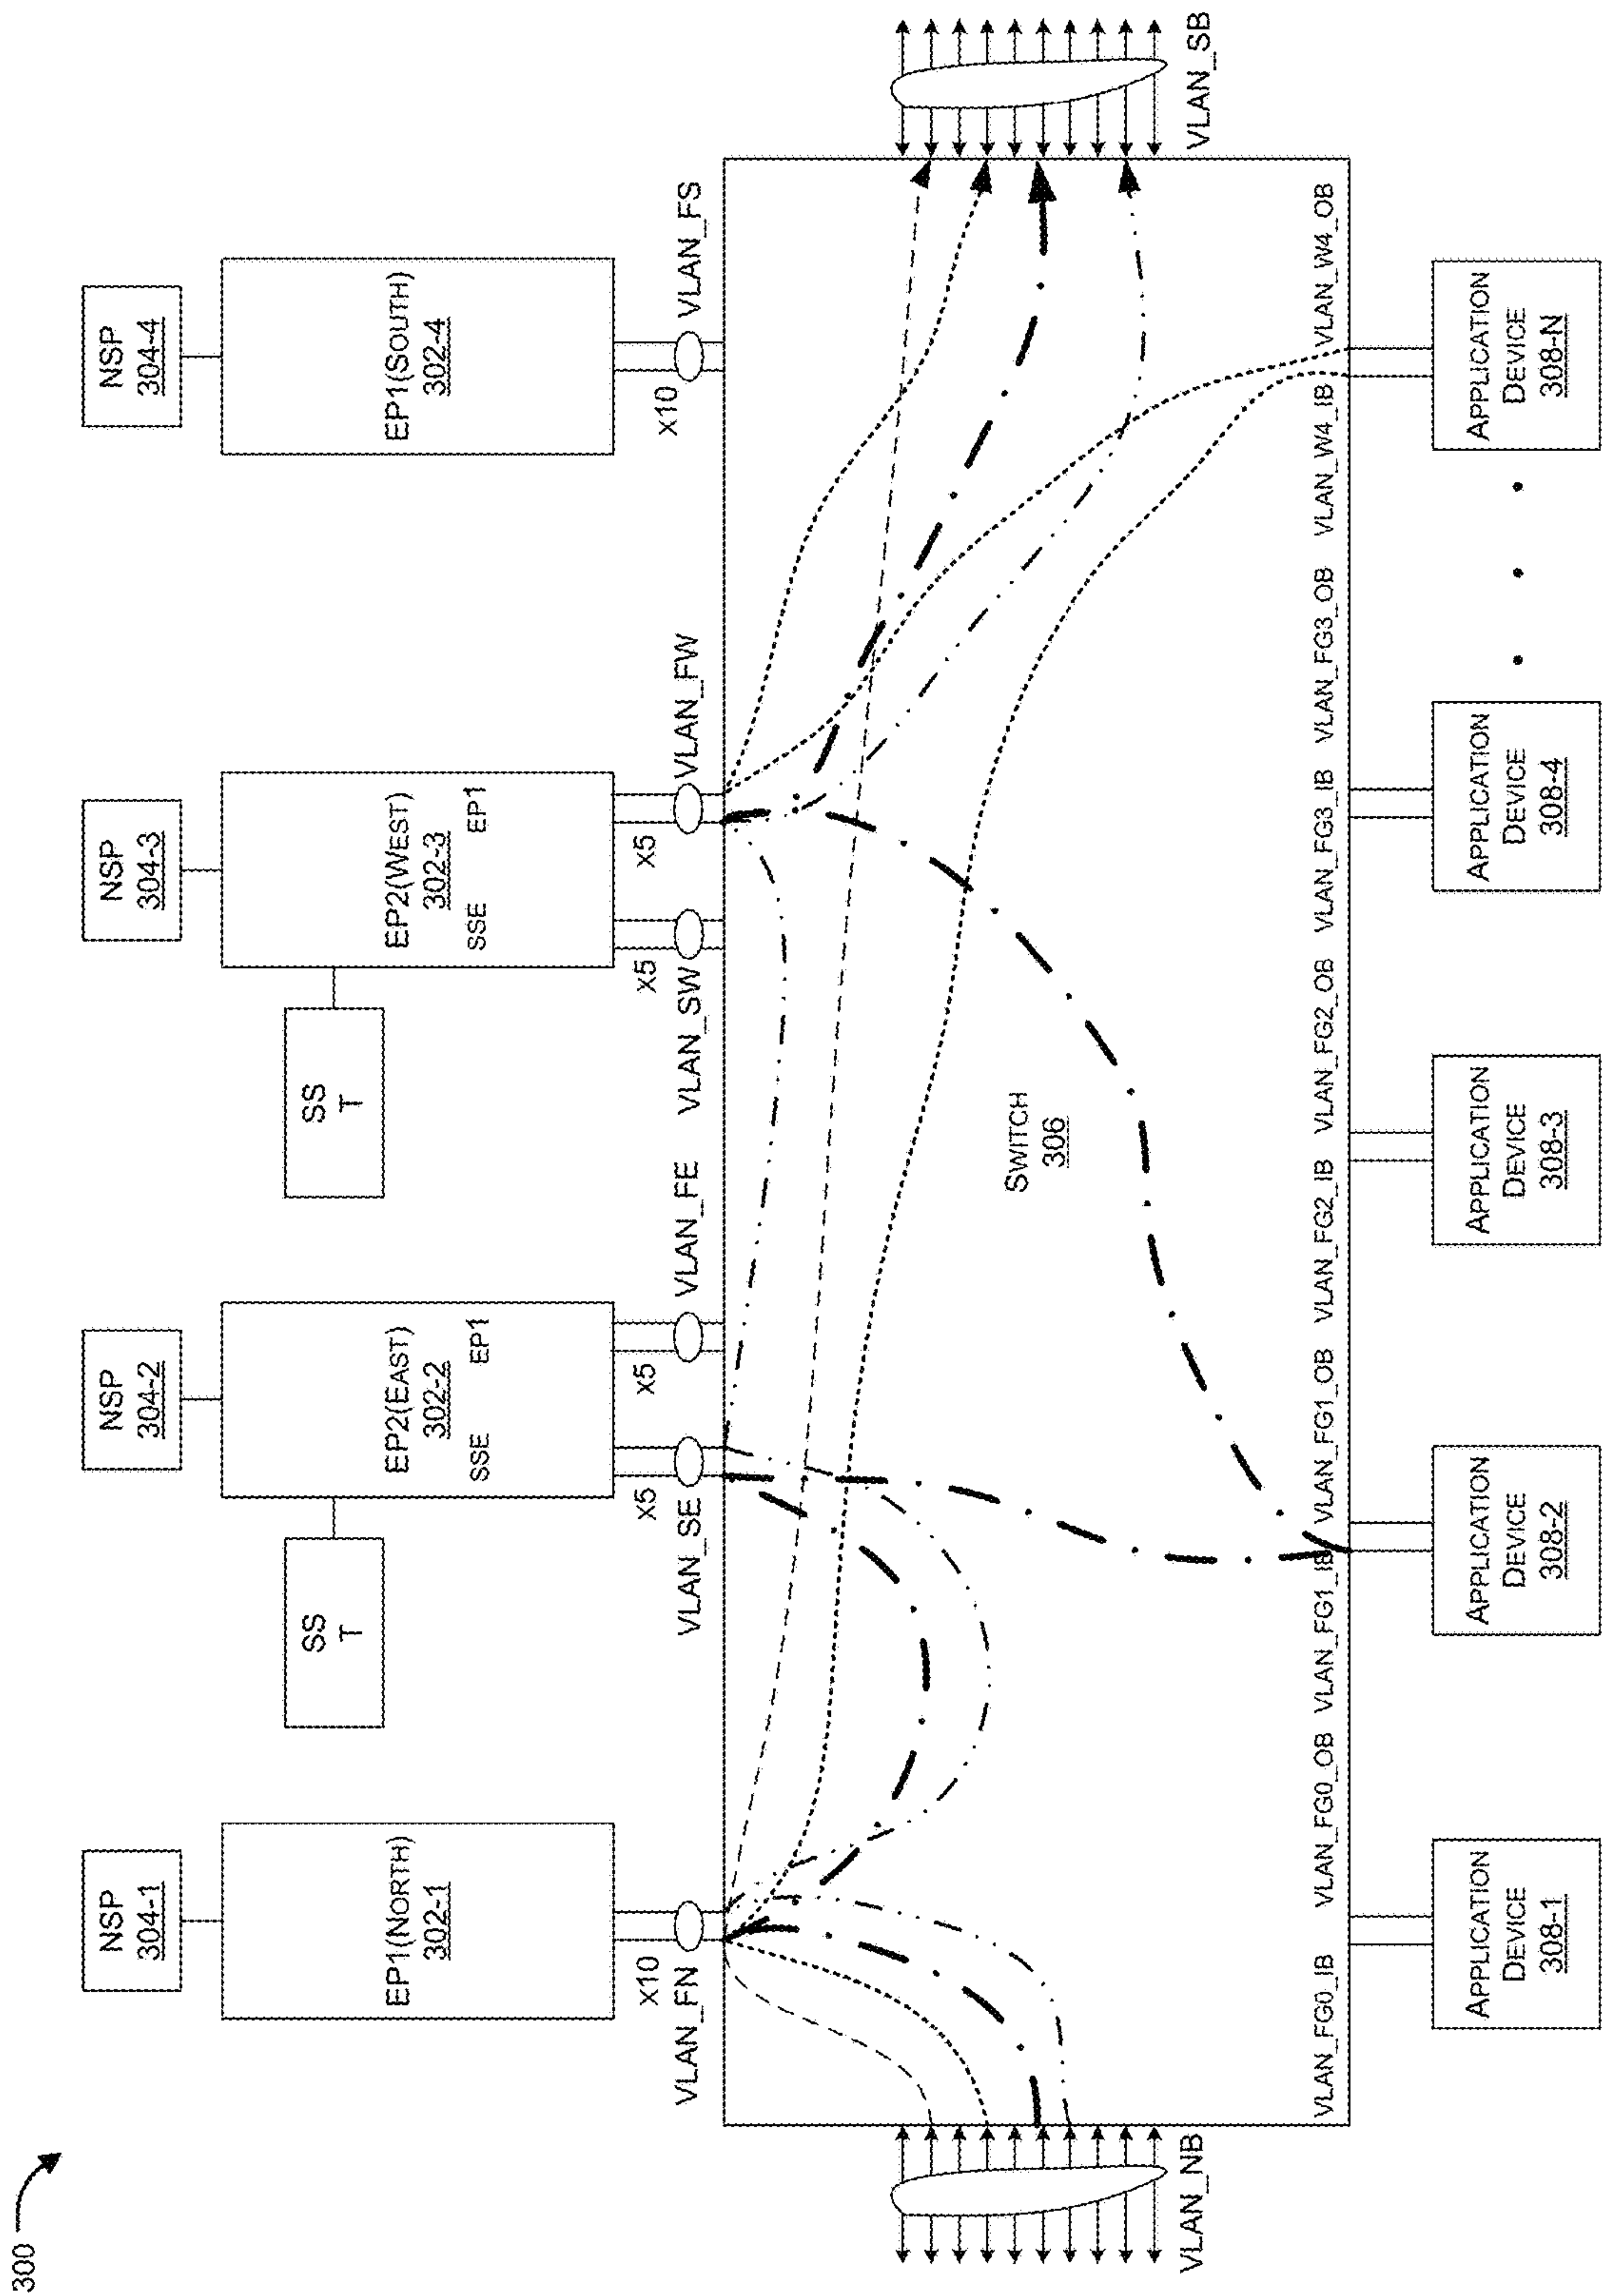 300
NSP
304-1
NSP
304-2
NSP
304-3
NSP
304-4
SS
T
SS
T
EP1(NORTH)
302-1
EP2(EAST)
302-2
SSE EP1
EP2(WEST)
302-3
SSE EP1
EP1(SOUTH)
302-4
x10
x5
x5
x5
x5
x10
VLAN_FN
VLAN_SE
VLAN_FE
VLAN_SW
VLAN_FW
VLAN_FS
VLAN_NB
SWITCH
306
VLAN_SB
VLAN_FG0_IB
VLAN_FG0_OB
VLAN_FG1_IB
VLAN_FG1_OB
VLAN_FG2_IB
VLAN_FG2_OB
VLAN_FG3_IB
VLAN_FG3_OB
VLAN_W4_IB
VLAN_W4_OB
APPLICATION
DEVICE
308-1
APPLICATION
DEVICE
308-2
APPLICATION
DEVICE
308-3
APPLICATION
DEVICE
308-4
APPLICATION
DEVICE
308-N